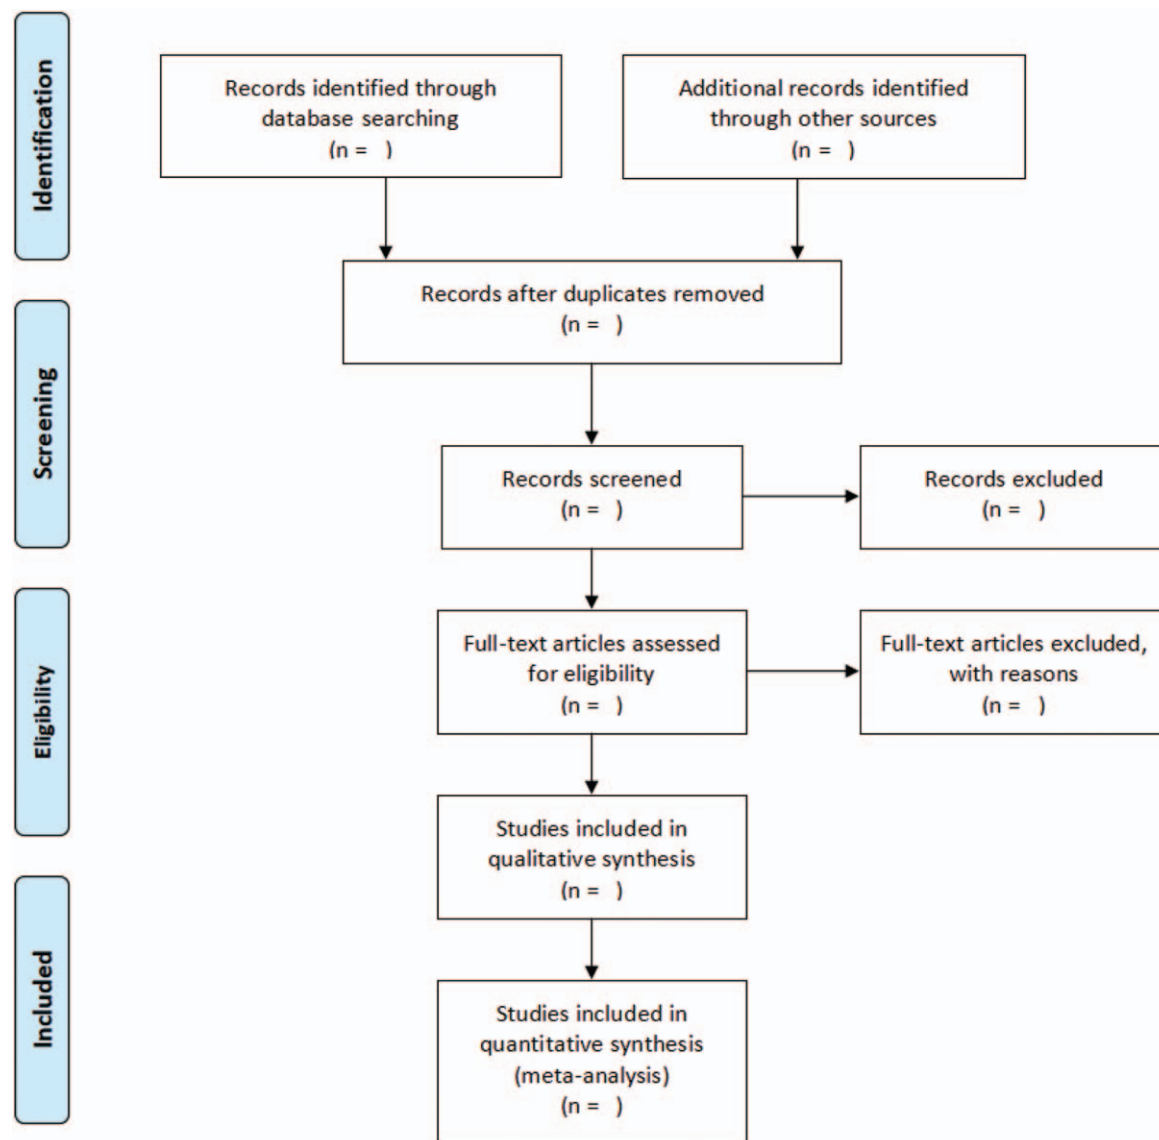 Identification
Records identified through
database searching
(n =   )
Additional records identified
through other sources
(n =   )
Records after duplicates removed
(n =   )
Screening
Records screened
(n =   )
Records excluded
(n =   )
Eligibility
Full-text articles assessed
for eligibility
(n =   )
Full-text articles excluded,
with reasons
(n =   )
Studies included in
qualitative synthesis
(n =   )
Included
Studies included in
quantitative synthesis
(meta-analysis)
(n =   )